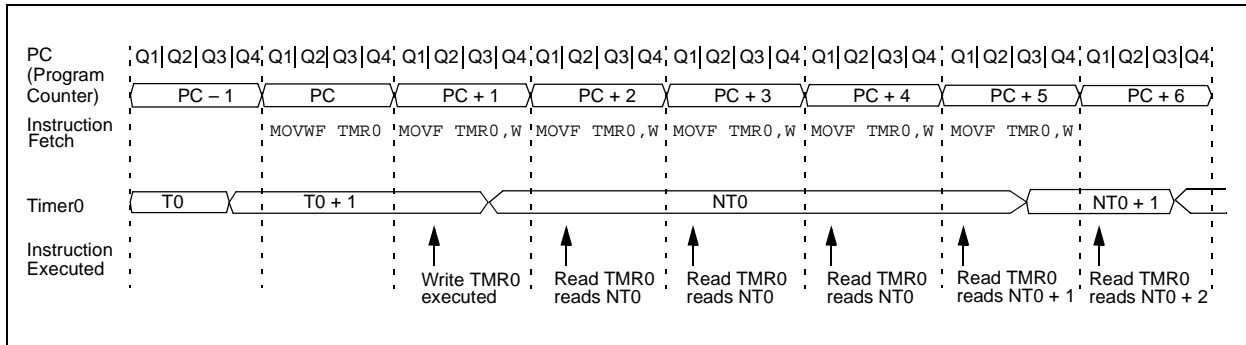 PC Q1 Q2 Q3 Q4 Q1 Q2 Q3 Q4 Q1 Q2 Q3 Q4 Q1 Q2 Q3 Q4 Q1 Q2 Q3 Q4 Q1 Q2 Q3 Q4 Q1 Q2 Q3 Q4 Q1 Q2 Q3 Q4
(Program
Counter) PC – 1 PC PC + 1 PC + 2 PC + 3 PC + 4 PC + 5 PC + 6
Instruction
Fetch
MOVWF TMR0 MOVF TMR0,W MOVF TMR0,W MOVF TMR0,W MOVF TMR0,W MOVF TMR0,W
Timer0 T0 T0 + 1 NT0 NT0 + 1
Instruction
Executed
Write TMR0
executed
Read TMR0
reads NT0
Read TMR0
reads NT0
Read TMR0
reads NT0
Read TMR0
reads NT0 + 1
Read TMR0
reads NT0 + 2